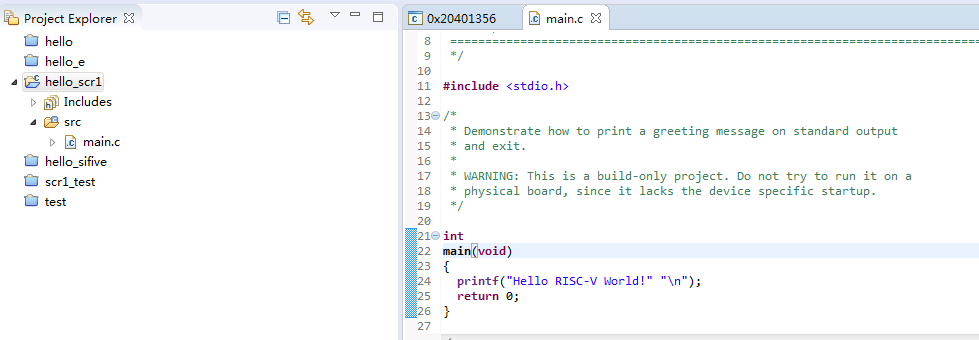 Project Explorer
hello
hello_e
hello_scr1
Includes
src
main.c
hello_sifive
scr1_test
test
0x20401356
main.c
8 =============================================================================
9 */
10
11 #include <stdio.h>
12
13 /*
14 * Demonstrate how to print a greeting message on standard output
15 * and exit.
16 *
17 * WARNING: This is a build-only project. Do not try to run it on a
18 * physical board, since it lacks the device specific startup.
19 */
20
21 int
22 main(void)
23 {
24 printf("Hello RISC-V World!" "\n");
25 return 0;
26 }
27